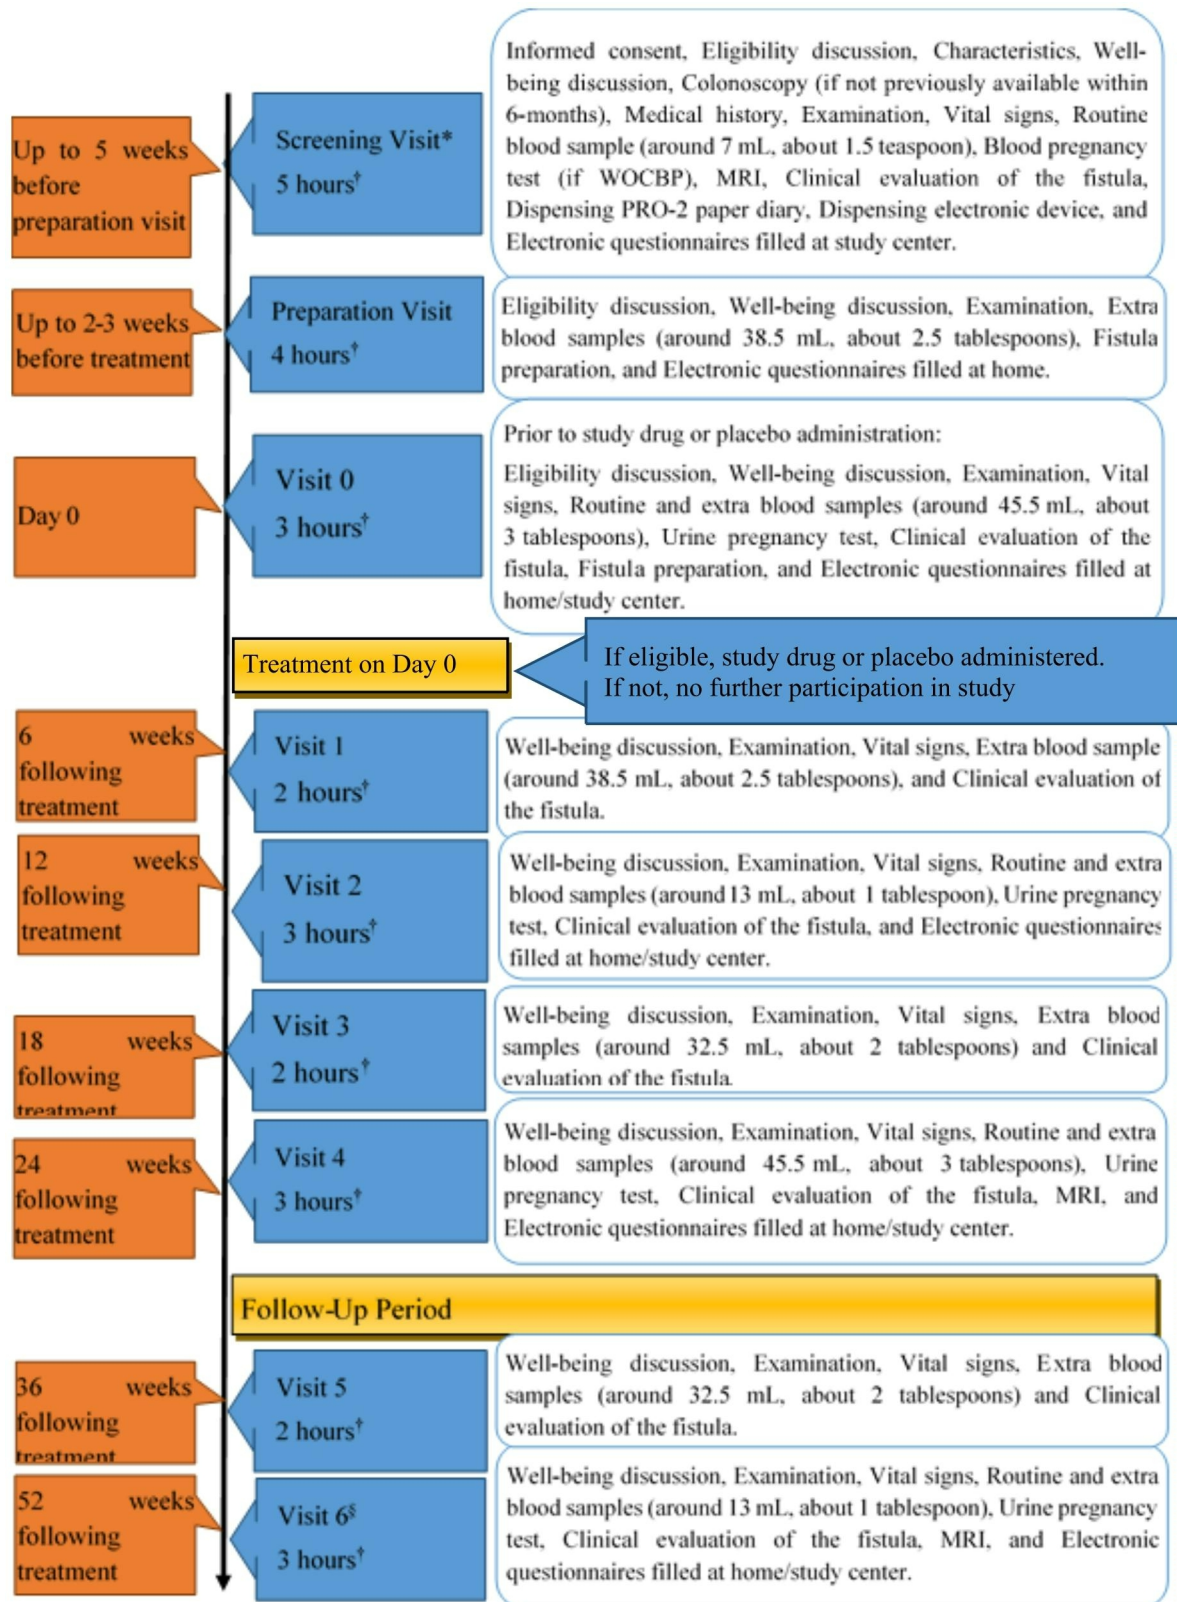 Up to 5 weeks
before
preparation visit
Screening Visit*
5 hours†
Informed consent, Eligibility discussion, Characteristics, Well-
being discussion, Colonoscopy (if not previously available within
6-months), Medical history, Examination, Vital signs, Routine
blood sample (around 7 mL, about 1.5 teaspoon), Blood pregnancy
test (if WOCBP), MRI, Clinical evaluation of the fistula,
Dispensing PRO-2 paper diary, Dispensing electronic device, and
Electronic questionnaires filled at study center.
Up to 2-3 weeks
before treatment
Preparation Visit
4 hours†
Eligibility discussion, Well-being discussion, Examination, Extra
blood samples (around 38.5 mL, about 2.5 tablespoons), Fistula
preparation, and Electronic questionnaires filled at home.
Day 0
Visit 0
3 hours†
Prior to study drug or placebo administration:
Eligibility discussion, Well-being discussion, Examination, Vital
signs, Routine and extra blood samples (around 45.5 mL, about
3 tablespoons), Urine pregnancy test, Clinical evaluation of the
fistula, Fistula preparation, and Electronic questionnaires filled at
home/study center.
Treatment on Day 0
If eligible, study drug or placebo administered.
If not, no further participation in study
6 weeks
following
treatment
Visit 1
2 hours†
Well-being discussion, Examination, Vital signs, Extra blood sample
(around 38.5 mL, about 2.5 tablespoons), and Clinical evaluation of
the fistula.
12 weeks
following
treatment
Visit 2
3 hours†
Well-being discussion, Examination, Vital signs, Routine and extra
blood samples (around 13 mL, about 1 tablespoon), Urine pregnancy
test, Clinical evaluation of the fistula, and Electronic questionnaires
filled at home/study center.
18 weeks
following
treatment
Visit 3
2 hours†
Well-being discussion, Examination, Vital signs, Extra blood
samples (around 32.5 mL, about 2 tablespoons) and Clinical
evaluation of the fistula.
24 weeks
following
treatment
Visit 4
3 hours†
Well-being discussion, Examination, Vital signs, Routine and extra
blood samples (around 45.5 mL, about 3 tablespoons), Urine
pregnancy test, Clinical evaluation of the fistula, MRI, and
Electronic questionnaires filled at home/study center.
Follow-Up Period
36 weeks
following
treatment
Visit 5
2 hours†
Well-being discussion, Examination, Vital signs, Extra blood
samples (around 32.5 mL, about 2 tablespoons) and Clinical
evaluation of the fistula.
52 weeks
following
treatment
Visit 6§
3 hours†
Well-being discussion, Examination, Vital signs, Routine and extra
blood samples (around 13 mL, about 1 tablespoon), Urine pregnancy
test, Clinical evaluation of the fistula, MRI, and Electronic
questionnaires filled at home/study center.